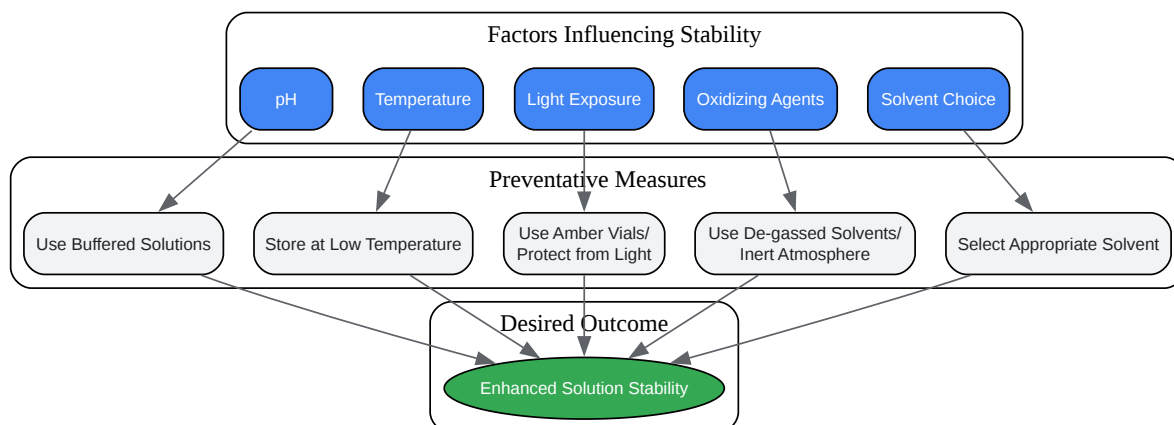 Factors Influencing Stability
pH
Temperature
Light Exposure
Oxidizing Agents
Solvent Choice
Preventative Measures
Use Buffered Solutions
Store at Low Temperature
Use Amber Vials/
Protect from Light
Use De-gassed Solvents/
Inert Atmosphere
Select Appropriate Solvent
Desired Outcome
Enhanced Solution Stability